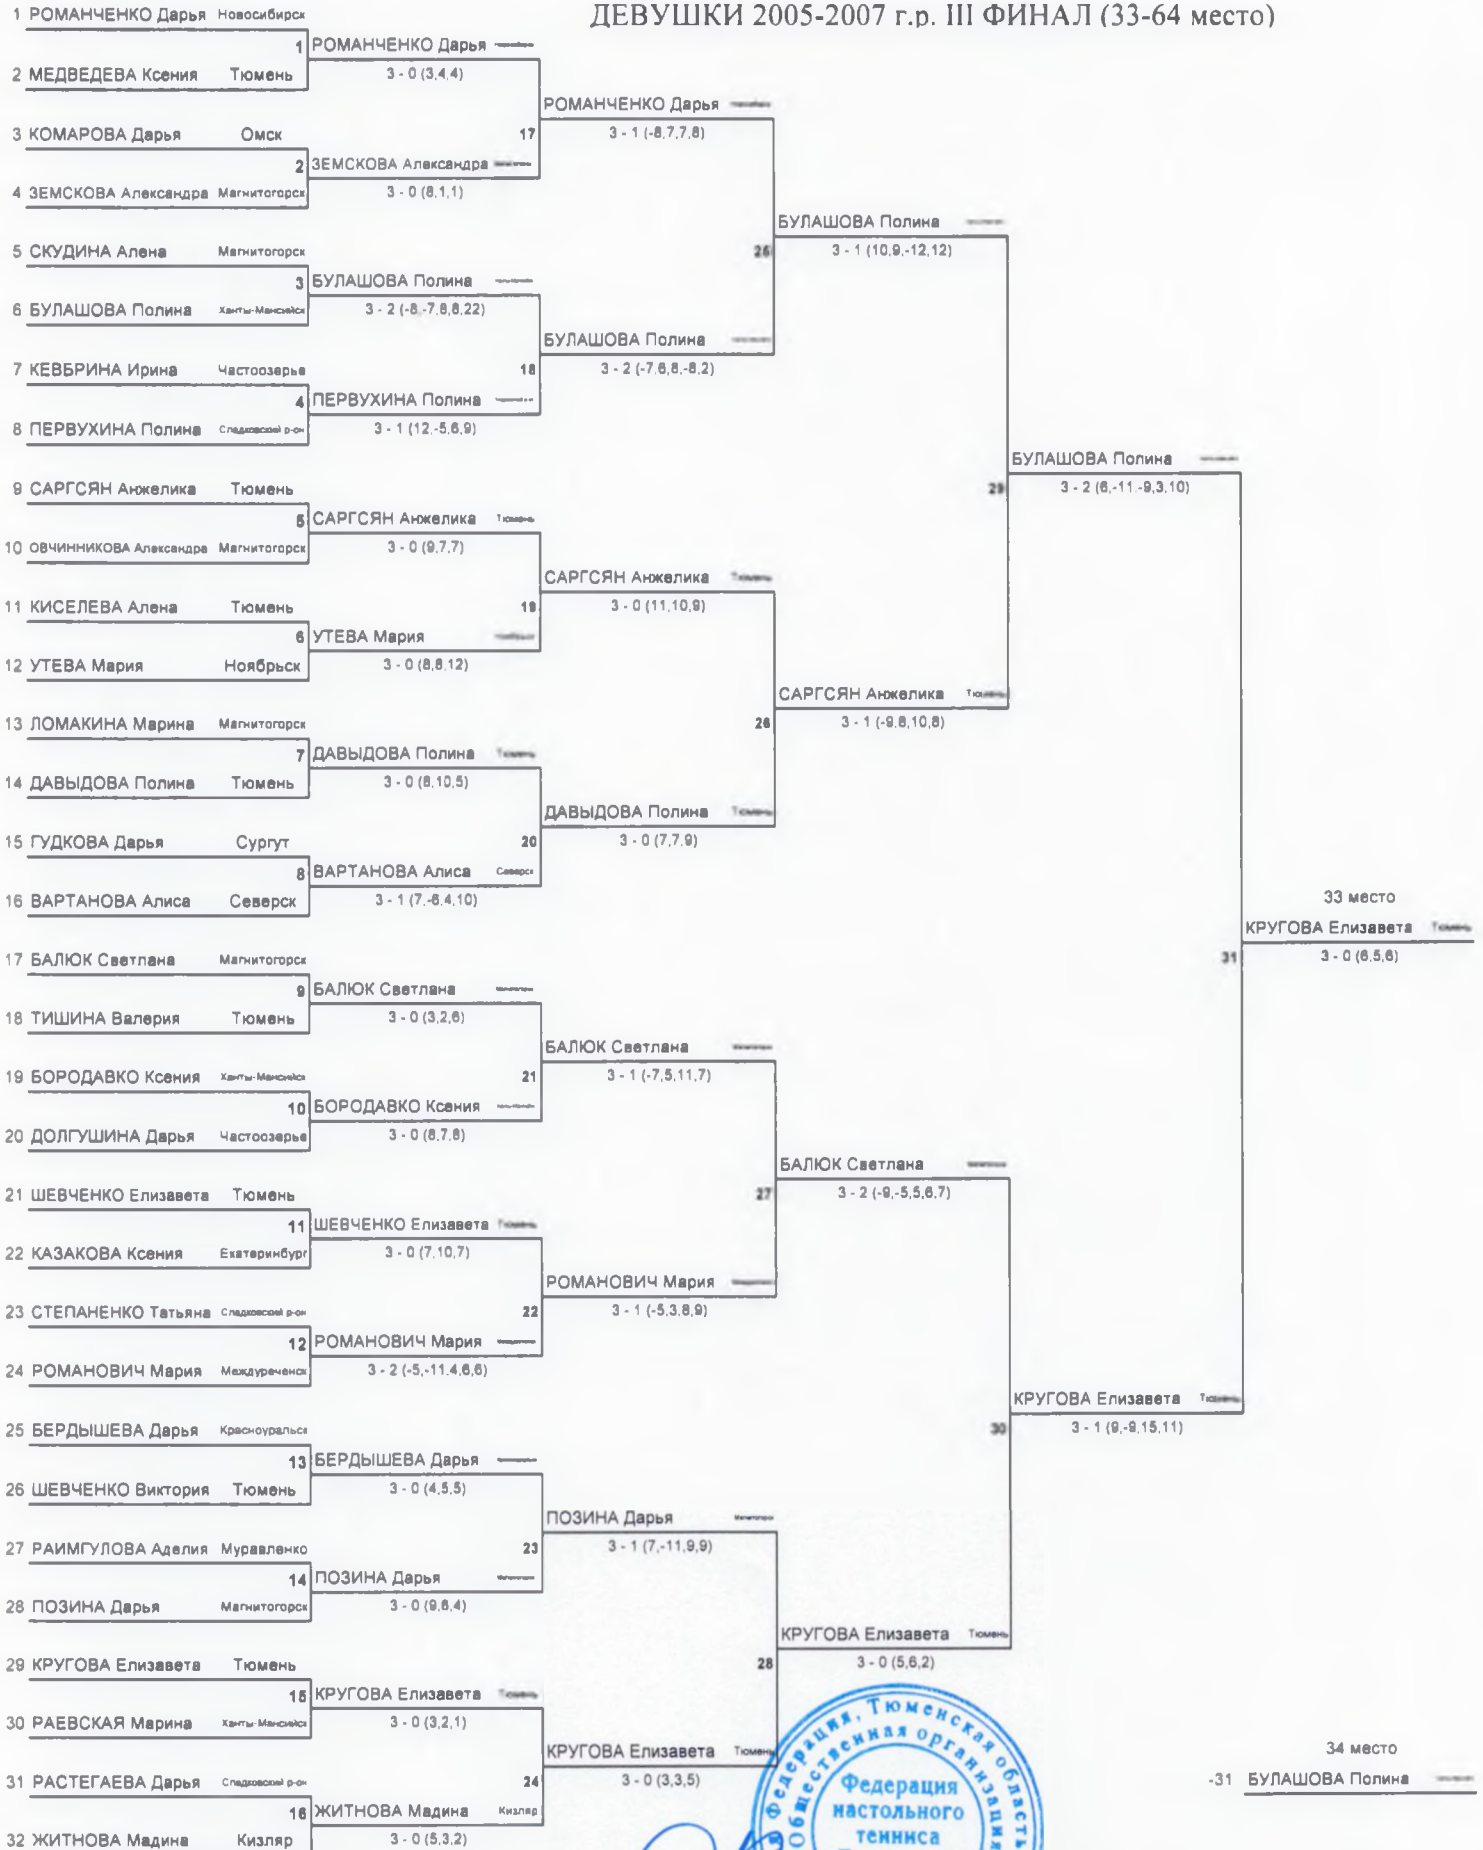 ДЕВУШКИ 2005-2007 г.р. III ФИНАЛ (33-64 место)
1 РОМАНЧЕНКО Дарья Новосибирск
1 РОМАНЧЕНКО Дарья
2 МЕДВЕДЕВА Ксения Тюмень
3 - 0 (3,4,4)
РОМАНЧЕНКО Дарья
3 КОМАРОВА Дарья Омск
17
3 - 1 (-8,7,7,8)
2 ЗЕМСКОВА Александра
4 ЗЕМСКОВА Александра Магнитогорск
3 - 0 (8,1,1)
БУЛАШОВА Полина
5 СКУДИНА Алена Магнитогорск
25
3 - 1 (10,9,-12,12)
3 БУЛАШОВА Полина
6 БУЛАШОВА Полина Ханты-Мансийск
3 - 2 (-8,-7,8,8,22)
БУЛАШОВА Полина
7 КЕВБРИНА Ирина Частоозерье
18
3 - 2 (-7,6,8,-8,2)
4 ПЕРВУХИНА Полина
8 ПЕРВУХИНА Полина Сладковский р-он
3 - 1 (12,-5,6,9)
БУЛАШОВА Полина
9 САРГСЯН Анжелика Тюмень
29
3 - 2 (6,-11,-9,3,10)
5 САРГСЯН Анжелика Тюмень
10 ОВЧИННИКОВА Александра Магнитогорск
3 - 0 (9,7,7)
САРГСЯН Анжелика Тюмень
11 КИСЕЛЕВА Алена Тюмень
19
3 - 0 (11,10,9)
6 УТЕВА Мария
12 УТЕВА Мария Ноябрьск
3 - 0 (8,8,12)
САРГСЯН Анжелика Тюмень
13 ЛОМАКИНА Марина Магнитогорск
26
3 - 1 (-9,8,10,8)
7 ДАВЫДОВА Полина Тюмень
14 ДАВЫДОВА Полина Тюмень
3 - 0 (8,10,5)
ДАВЫДОВА Полина Тюмень
15 ГУДКОВА Дарья Сургут
20
3 - 0 (7,7,9)
8 ВАРТАНОВА Алиса Северск
16 ВАРТАНОВА Алиса Северск
3 - 1 (7,-6,4,10)
33 место
КРУГОВА Елизавета Тюмень
17 БАЛЮК Светлана Магнитогорск
31
3 - 0 (6,5,6)
9 БАЛЮК Светлана
18 ТИШИНА Валерия Тюмень
3 - 0 (3,2,6)
БАЛЮК Светлана
19 БОРОДАВКО Ксения Ханты-Мансийск
21
3 - 1 (-7,5,11,7)
10 БОРОДАВКО Ксения
20 ДОЛГУШИНА Дарья Частоозерье
3 - 0 (8,7,8)
БАЛЮК Светлана
21 ШЕВЧЕНКО Елизавета Тюмень
27
3 - 2 (-9,-5,5,6,7)
11 ШЕВЧЕНКО Елизавета Тюмень
22 КАЗАКОВА Ксения Екатеринбург
3 - 0 (7,10,7)
РОМАНОВИЧ Мария
23 СТЕПАНЕНКО Татьяна Сладковский р-он
22
3 - 1 (-5,3,8,9)
12 РОМАНОВИЧ Мария
24 РОМАНОВИЧ Мария Междуреченск
3 - 2 (-5,-11,4,6,6)
КРУГОВА Елизавета Тюмень
25 БЕРДЫШЕВА Дарья Красноуральск
30
3 - 1 (9,-9,15,11)
13 БЕРДЫШЕВА Дарья
26 ШЕВЧЕНКО Виктория Тюмень
3 - 0 (4,5,5)
ПОЗИНА Дарья
27 РАИМГУЛОВА Аделия Муравленко
23
3 - 1 (7,-11,9,9)
14 ПОЗИНА Дарья
28 ПОЗИНА Дарья Магнитогорск
3 - 0 (9,6,4)
КРУГОВА Елизавета Тюмень
29 КРУГОВА Елизавета Тюмень
28
3 - 0 (5,6,2)
15 КРУГОВА Елизавета Тюмень
30 РАЕВСКАЯ Марина Ханты-Мансийск
3 - 0 (3,2,1)
КРУГОВА Елизавета Тюмень
34 место
31 РАСТЕГАЕВА Дарья Сладковский р-он
24
3 - 0 (3,3,5)
-31 БУЛАШОВА Полина
16 ЖИТНОВА Мадина Кизляр
32 ЖИТНОВА Мадина Кизляр
3 - 0 (5,3,2)
Федерация, Тюменская область
Общественная организация
Федерация
настольного
тенниса